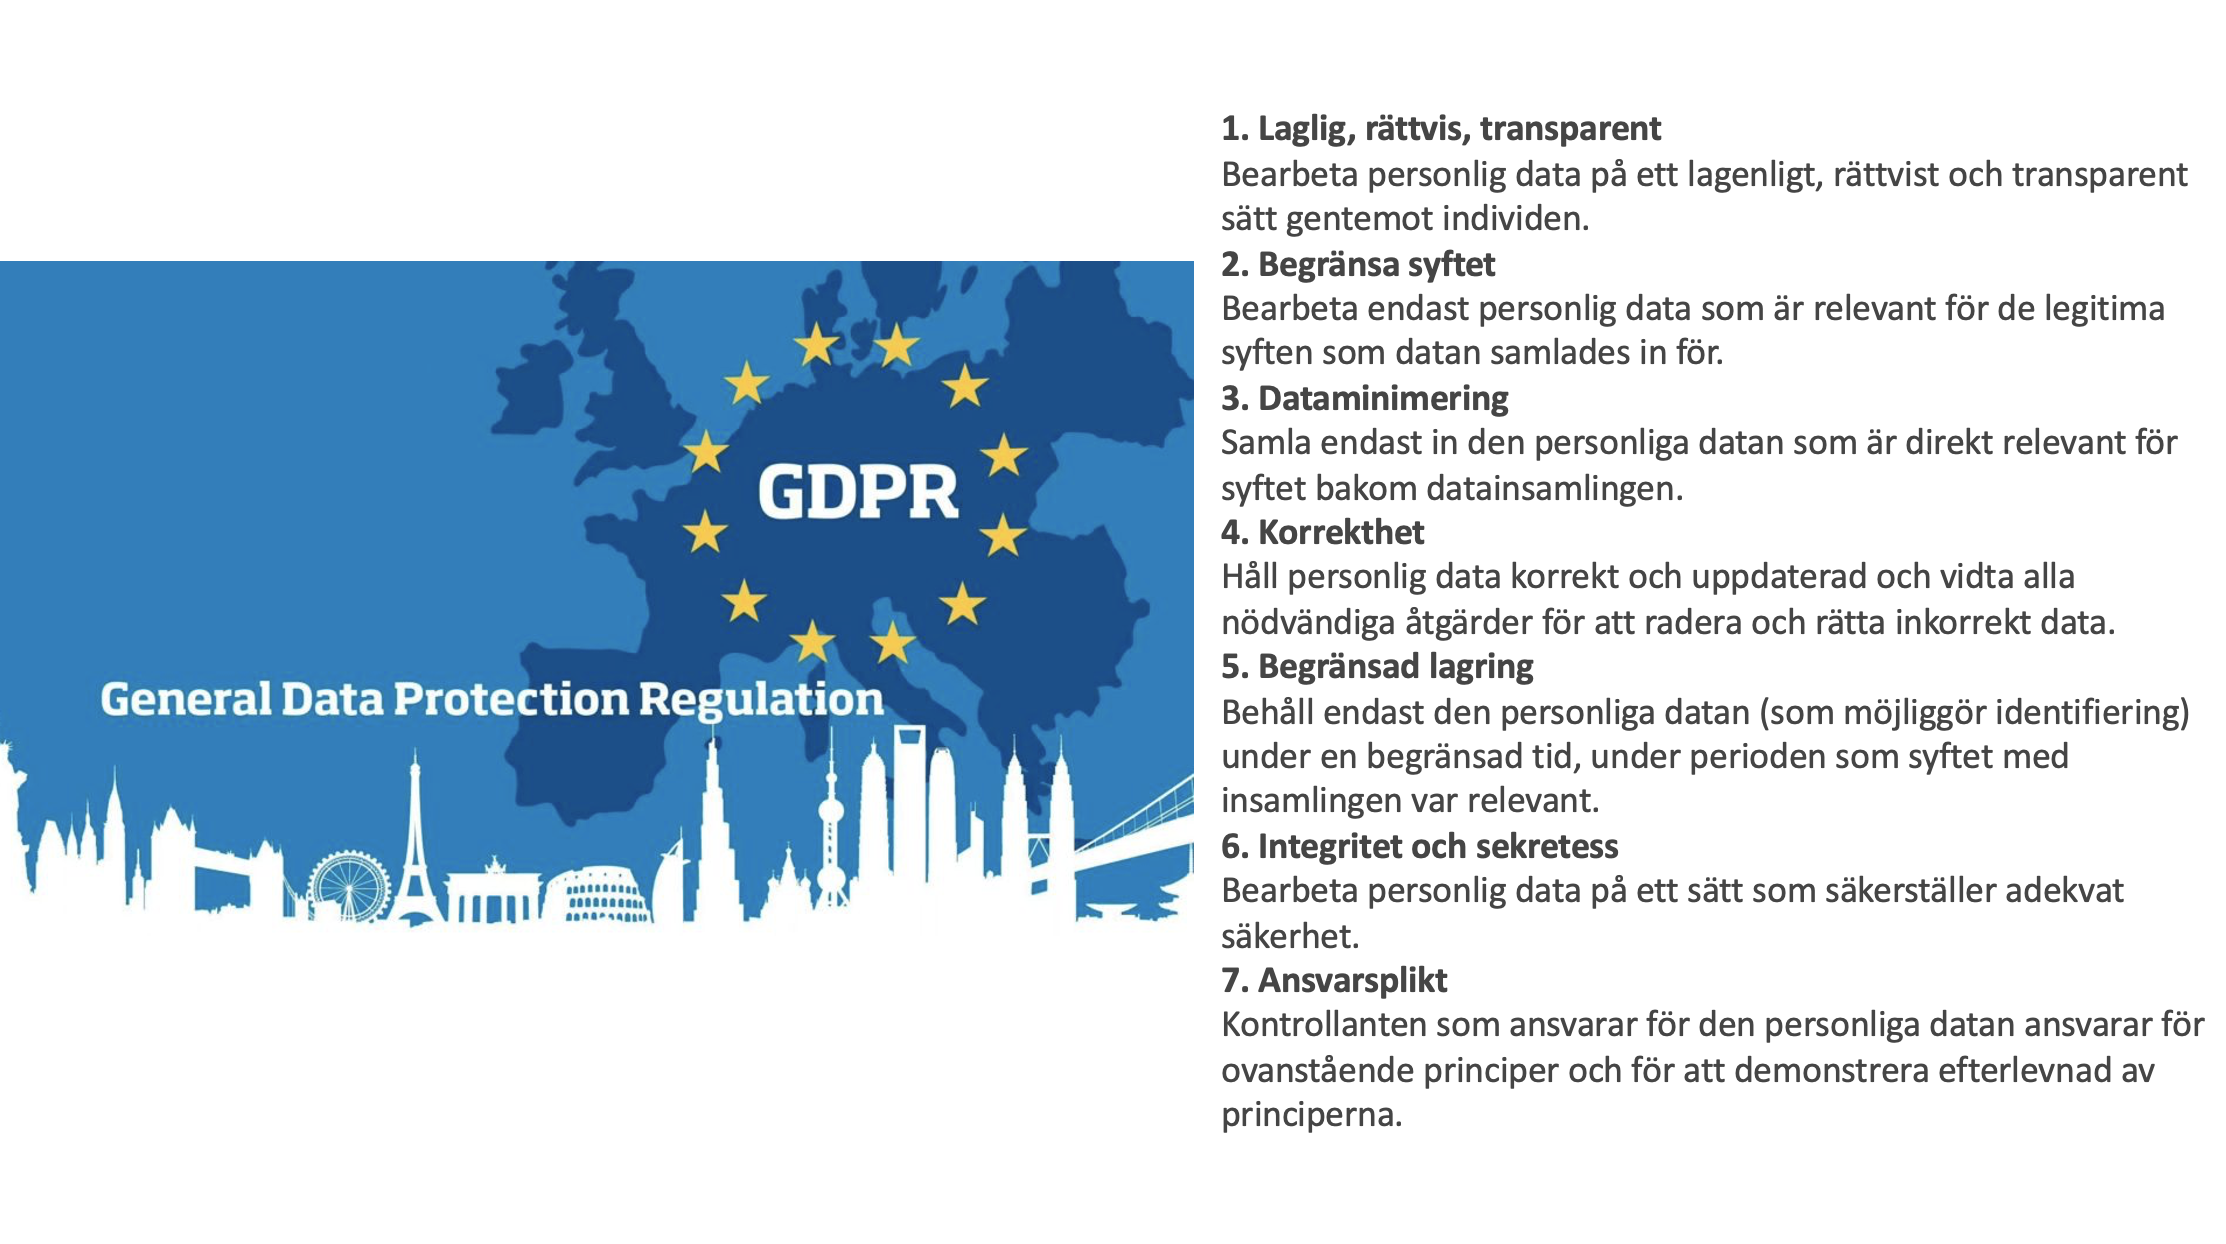 GDPR
General Data Protection Regulation
1. Laglig, rättvis, transparent
Bearbeta personlig data på ett lagenligt, rättvist och transparent
sätt gentemot individen.
2. Begränsa syftet
Bearbeta endast personlig data som är relevant för de legitima
syften som datan samlades in för.
3. Dataminimering
Samla endast in den personliga datan som är direkt relevant för
syftet bakom datainsamlingen.
4. Korrekthet
Håll personlig data korrekt och uppdaterad och vidta alla
nödvändiga åtgärder för att radera och rätta inkorrekt data.
5. Begränsad lagring
Behåll endast den personliga datan (som möjliggör identifiering)
under en begränsad tid, under perioden som syftet med
insamlingen var relevant.
6. Integritet och sekretess
Bearbeta personlig data på ett sätt som säkerställer adekvat
säkerhet.
7. Ansvarsplikt
Kontrollanten som ansvarar för den personliga datan ansvarar för
ovanstående principer och för att demonstrera efterlevnad av
principerna.